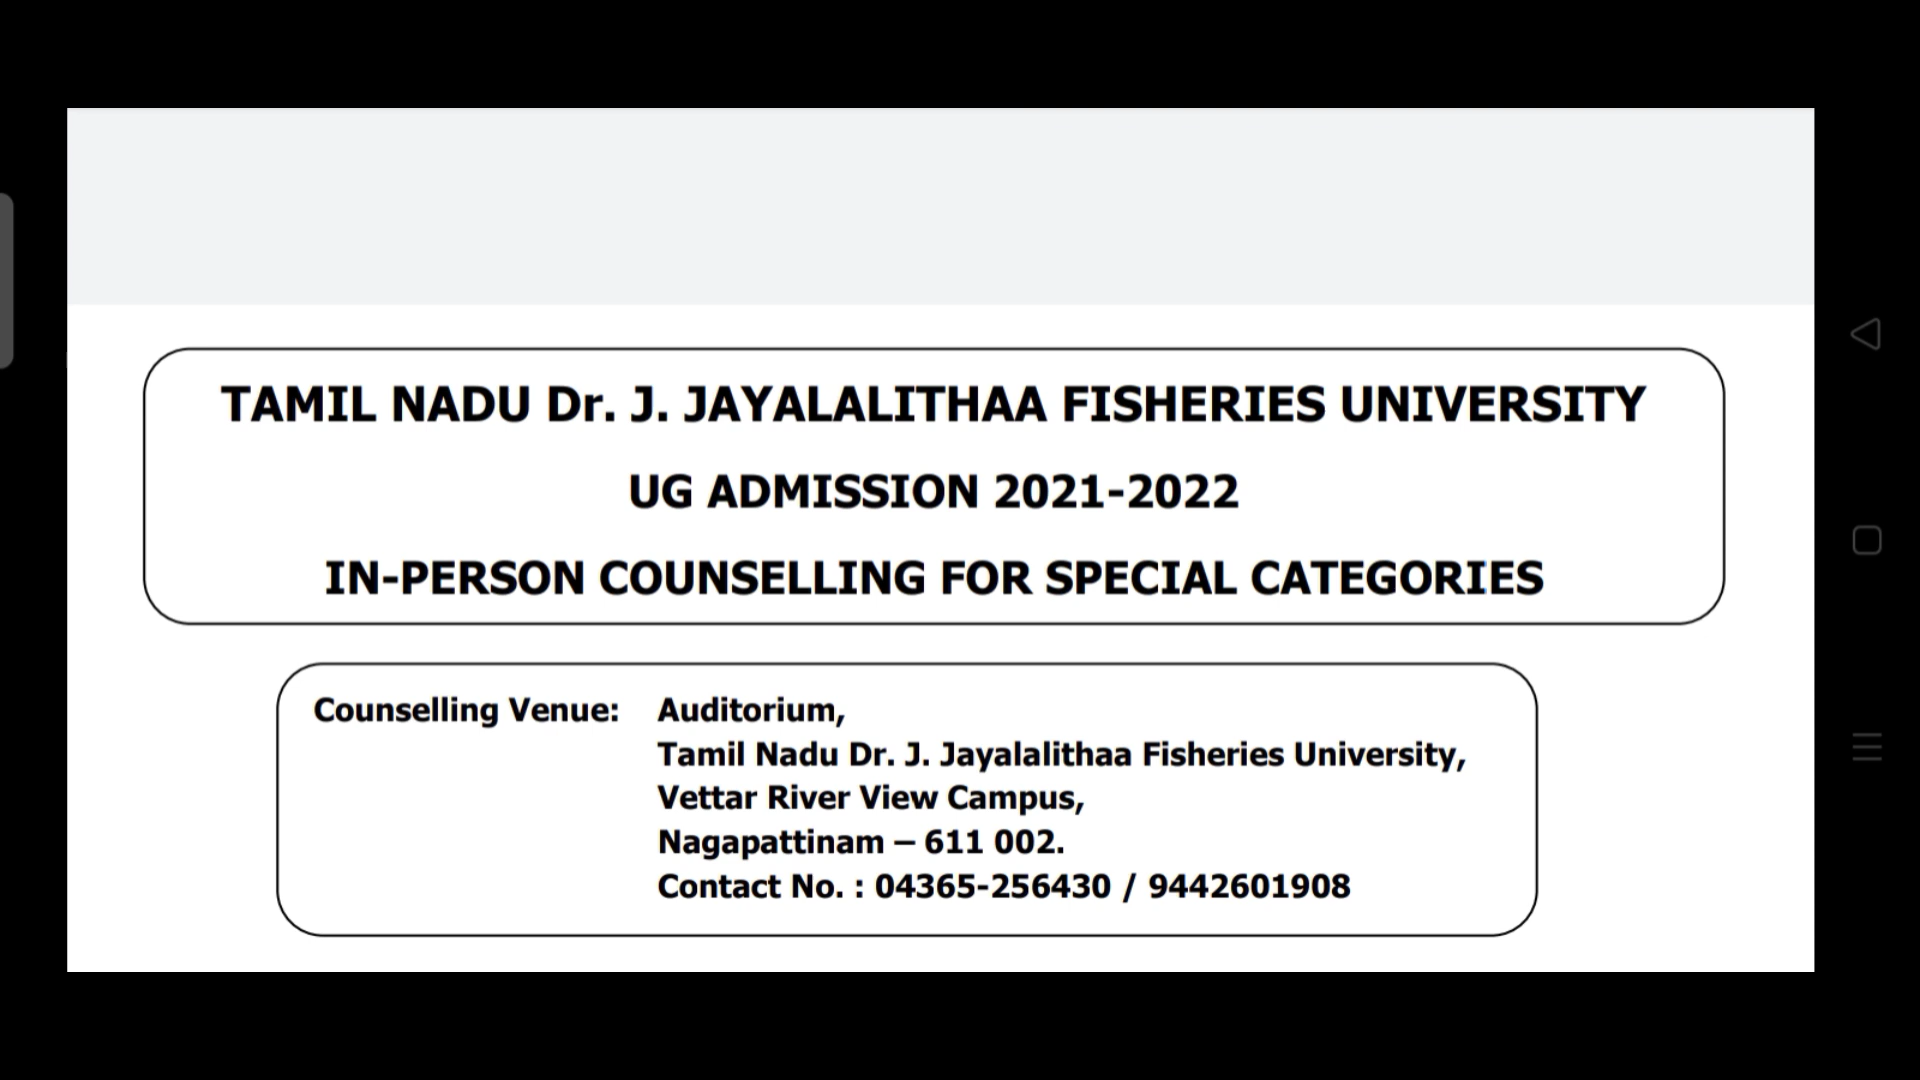 TAMIL NADU Dr. J. JAYALALITHAA FISHERIES UNIVERSITY
UG ADMISSION 2021-2022
IN-PERSON COUNSELLING FOR SPECIAL CATEGORIES
Counselling Venue: Auditorium,
Tamil Nadu Dr. J. Jayalalithaa Fisheries University,
Vettar River View Campus,
Nagapattinam – 611 002.
Contact No. : 04365-256430 / 9442601908